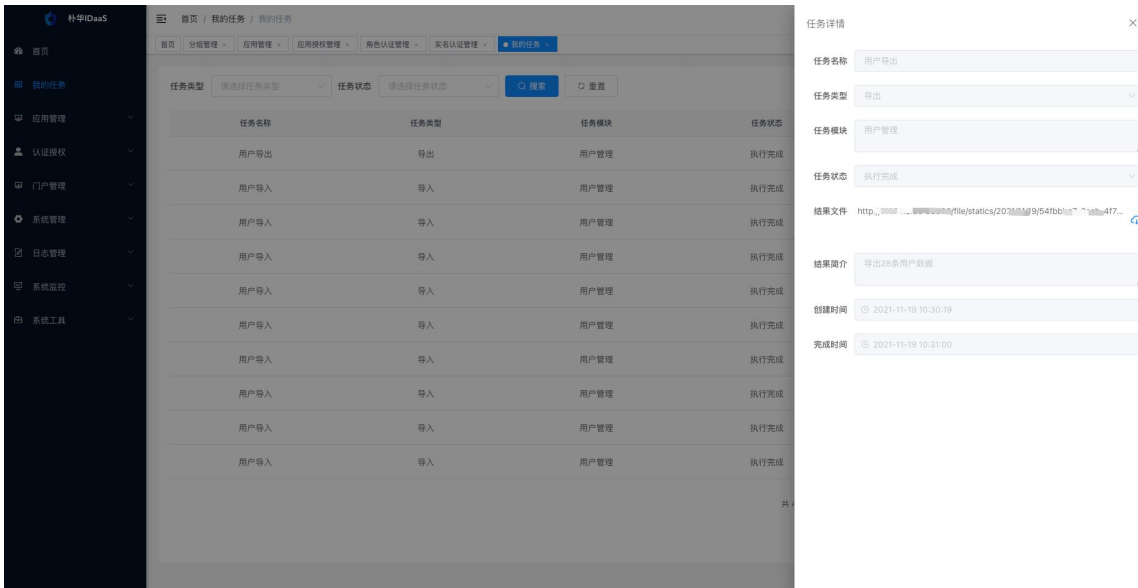 朴华IDaaS
首页 / 我的任务 / 我的任务
首页 分组管理 × 应用管理 × 应用授权管理 × 角色认证管理 × 实名认证管理 × 我的任务 ×
首页
我的任务
应用管理
认证授权
门户管理
系统管理
日志管理
系统监控
系统工具
任务类型 请选择任务类型 任务状态 请选择任务状态 搜索 重置
任务名称 任务类型 任务模块 任务状态
用户导出 导出 用户管理 执行完成
用户导入 导入 用户管理 执行完成
用户导入 导入 用户管理 执行完成
用户导入 导入 用户管理 执行完成
用户导入 导入 用户管理 执行完成
用户导入 导入 用户管理 执行完成
用户导入 导入 用户管理 执行完成
用户导入 导入 用户管理 执行完成
用户导入 导入 用户管理 执行完成
用户导入 导入 用户管理 执行完成
共
任务详情
任务名称 用户导出
任务类型 导出
任务模块 用户管理
任务状态 执行完成
结果文件 http /file/statics/
结果简介 导出28条用户数据
创建时间 2021-11-19 10:30:19
完成时间 2021-11-19 10:31:00